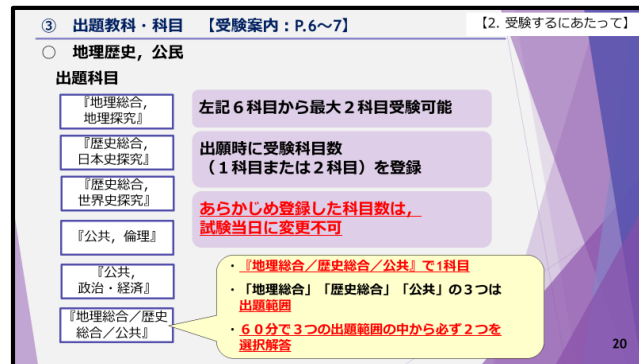 ③ 出題教科・科目 【受験案内：P.6～7】
【2. 受験するにあたって】
○ 地理歴史，公民
出題科目
『地理総合，
地理探究』
『歴史総合，
日本史探究』
『歴史総合，
世界史探究』
『公共，倫理』
『公共，
政治・経済』
『地理総合／歴史
総合／公共』
左記６科目から最大２科目受験可能
出願時に受験科目数
（１科目または２科目）を登録
あらかじめ登録した科目数は，
試験当日に変更不可
・『地理総合／歴史総合／公共』で1科目
・「地理総合」「歴史総合」「公共」の３つは
出題範囲
・６０分で３つの出題範囲の中から必ず２つを
選択解答
20